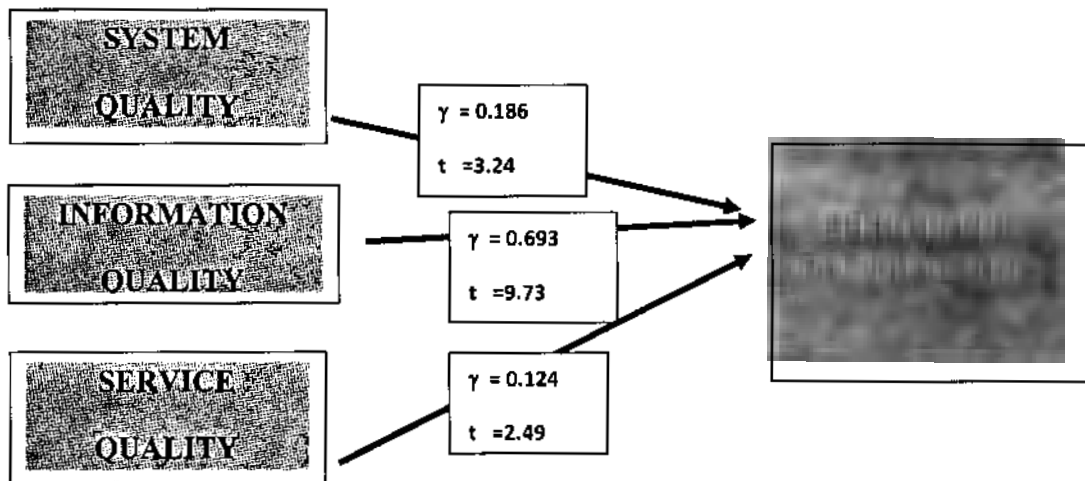 SYSTEM
QUALITY
γ = 0.186
t =3.24
INFORMATION
QUALITY
γ = 0.693
t =9.73
SERVICE
QUALITY
γ = 0.124
t =2.49